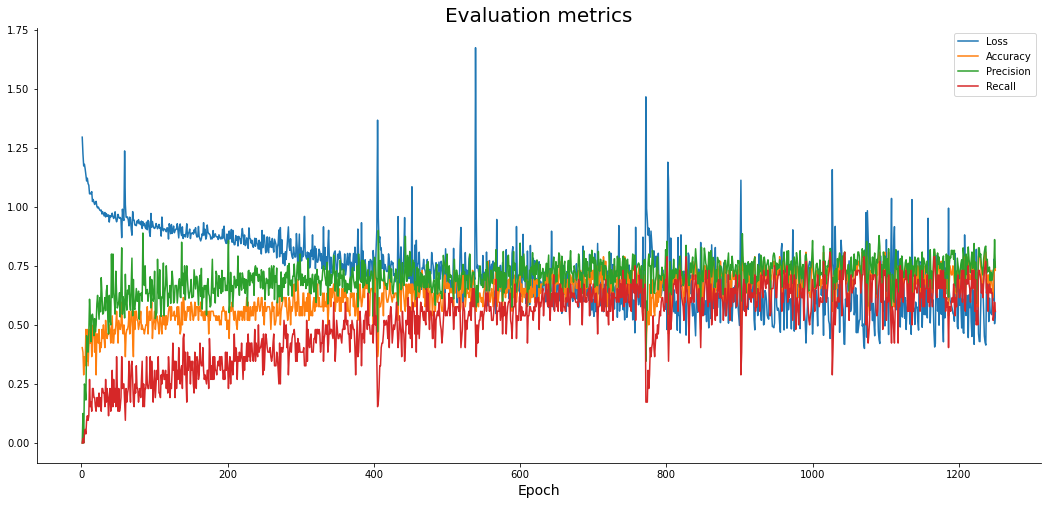 Evaluation metrics
1.75
1.50
1.25
1.00
0.75
0.50
0.25
0.00
Loss
Accuracy
Precision
Recall
0 200 400 600 800 1000 1200
Epoch